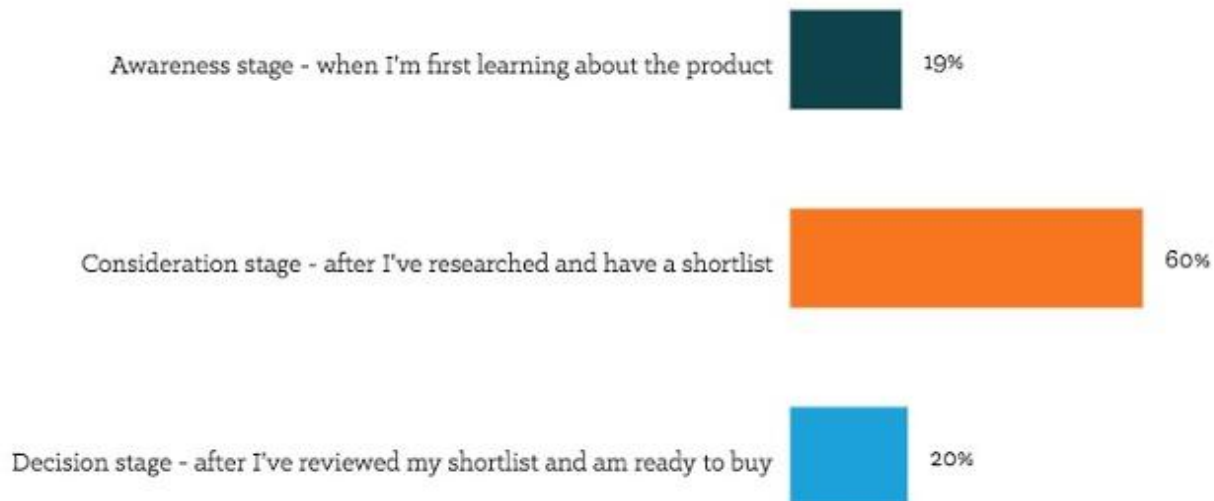 Awareness stage - when I'm first learning about the product 19%
Consideration stage - after I've researched and have a shortlist 60%
Decision stage - after I've reviewed my shortlist and am ready to buy 20%